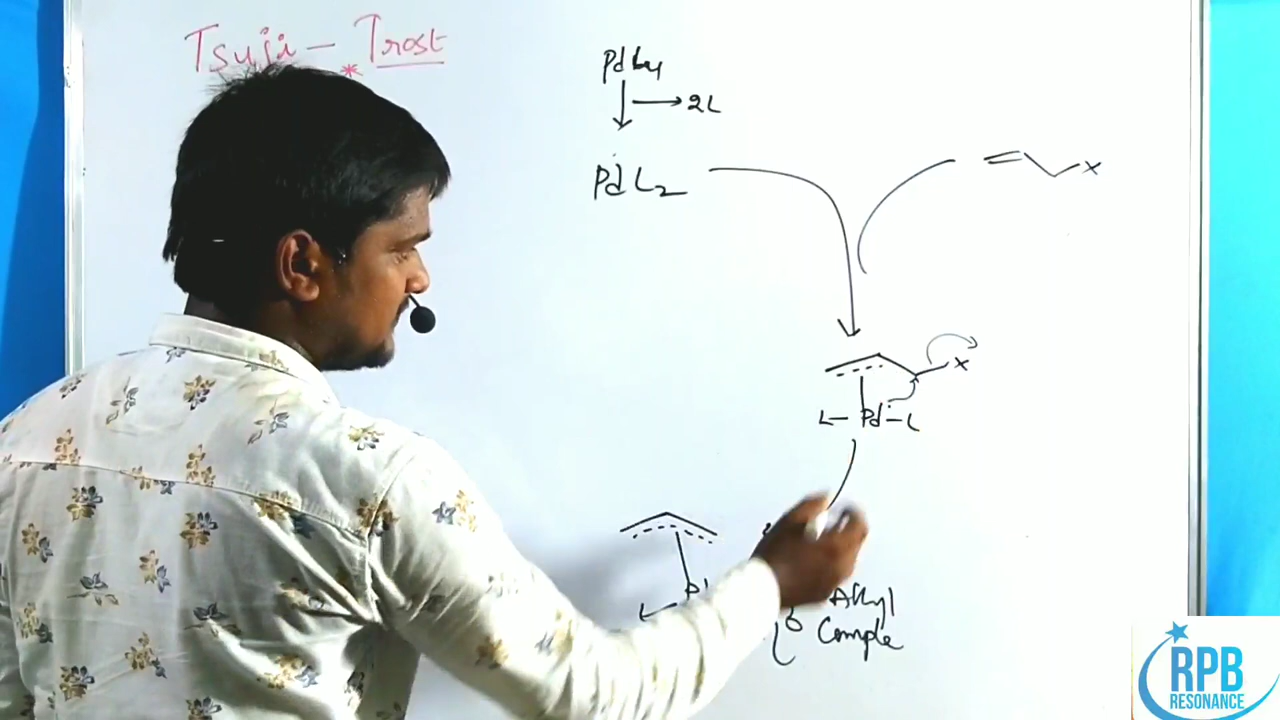 Tsuji – Trost
*
PdL4
→ 2L
PdL2
X
X
L– Pd–L
L
Allyl
Comple
RPB
RESONANCE